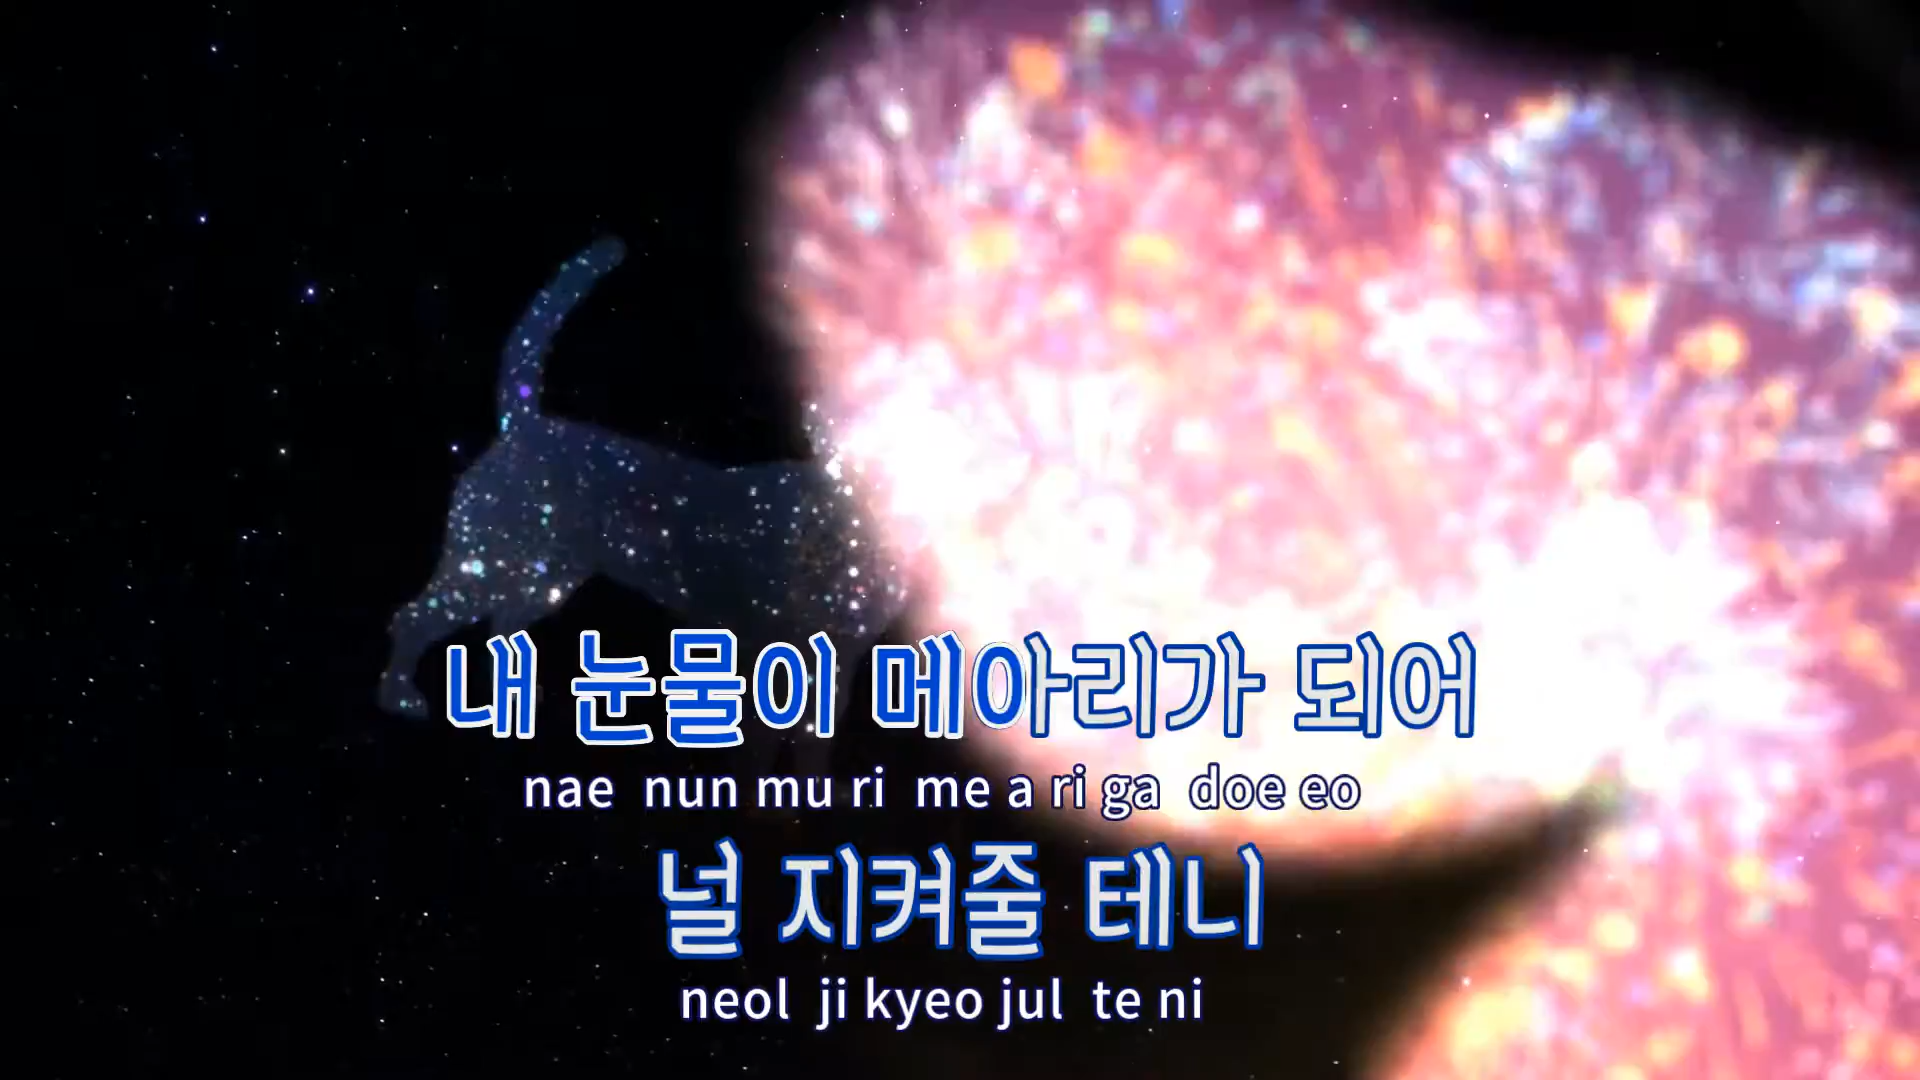 내 눈물이 메아리가 되어
nae nun mu ri me a ri ga doe eo
널 지켜줄 테니
neol ji kyeo jul te ni